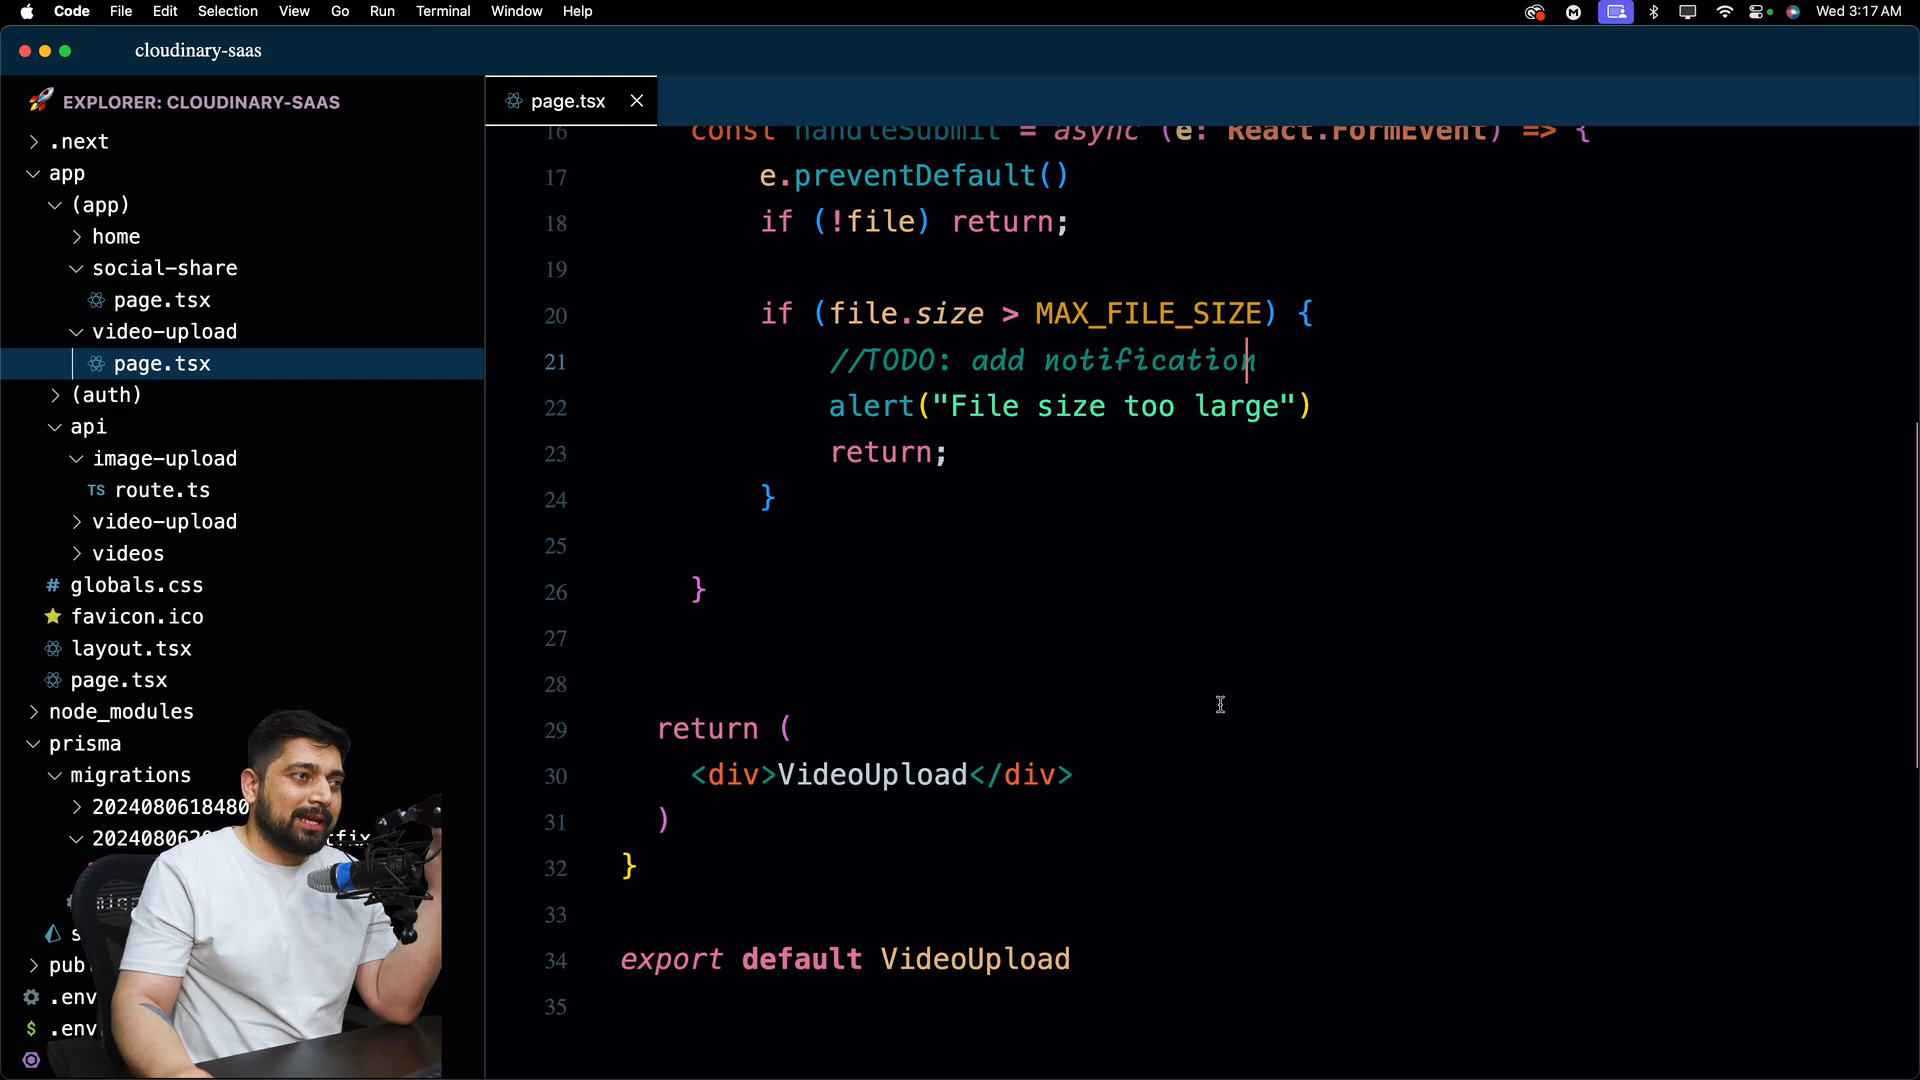 Code File Edit Selection View Go Run Terminal Window Help Wed 3:17 AM
cloudinary-saas
EXPLORER: CLOUDINARY-SAAS
.next
app
(app)
home
social-share
page.tsx
video-upload
page.tsx
(auth)
api
image-upload
TS route.ts
video-upload
videos
# globals.css
favicon.ico
layout.tsx
page.tsx
node_modules
prisma
migrations
2024080618480
.env
$ .env
page.tsx
16 const handleSubmit = async (e: React.FormEvent) => {
17 e.preventDefault()
18 if (!file) return;
19
20 if (file.size > MAX_FILE_SIZE) {
21 //TODO: add notification
22 alert("File size too large")
23 return;
24 }
25
26 }
27
28
29 return (
30 <div>VideoUpload</div>
31 )
32 }
33
34 export default VideoUpload
35